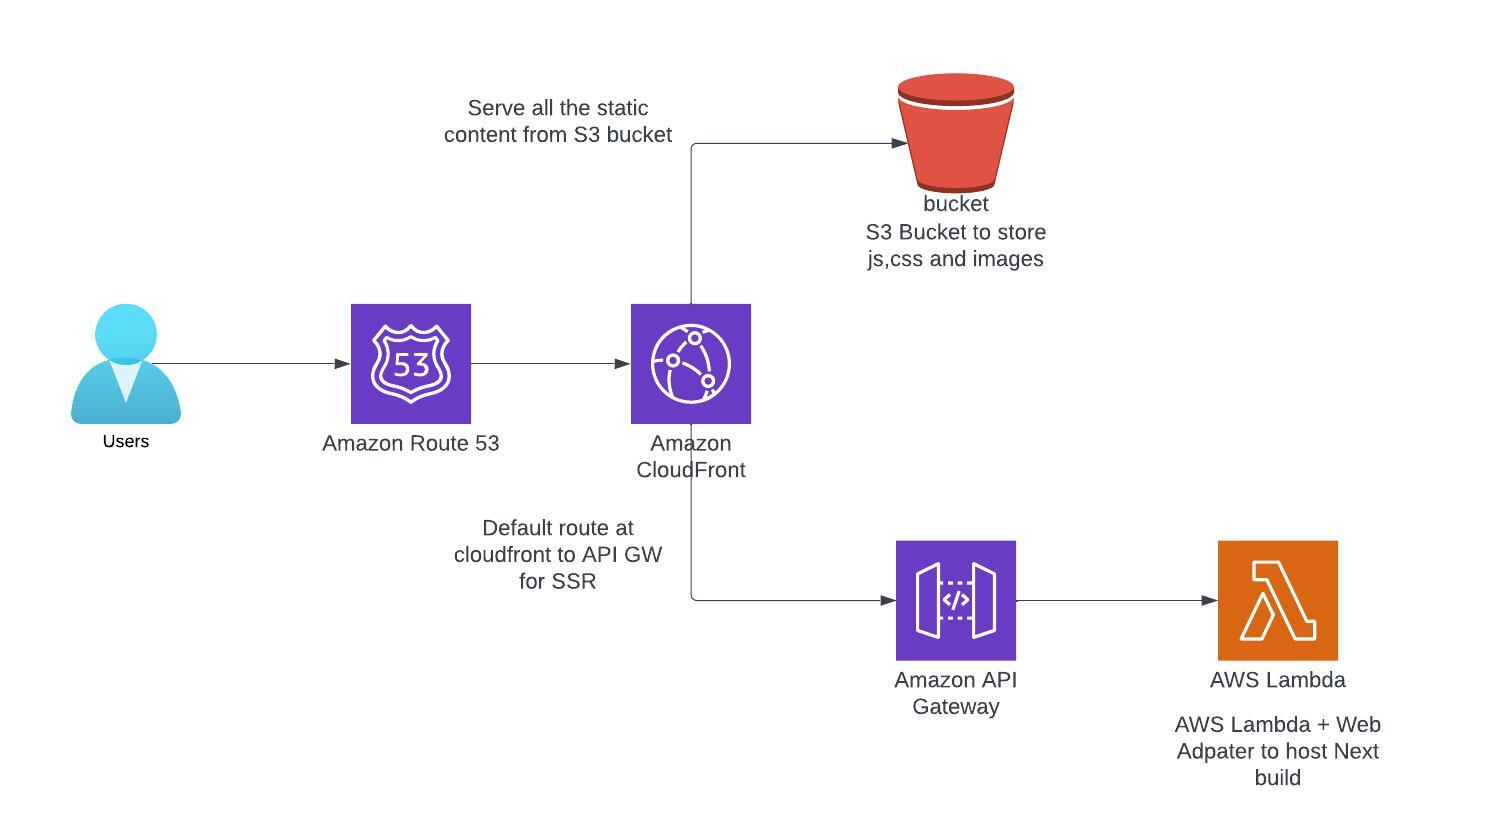 Serve all the static
content from S3 bucket
bucket
S3 Bucket to store
js,css and images
53
Users
Amazon Route 53
Amazon
CloudFront
Default route at
cloudfront to API GW
for SSR
</>
Amazon API
Gateway
AWS Lambda
AWS Lambda + Web
Adpater to host Next
build